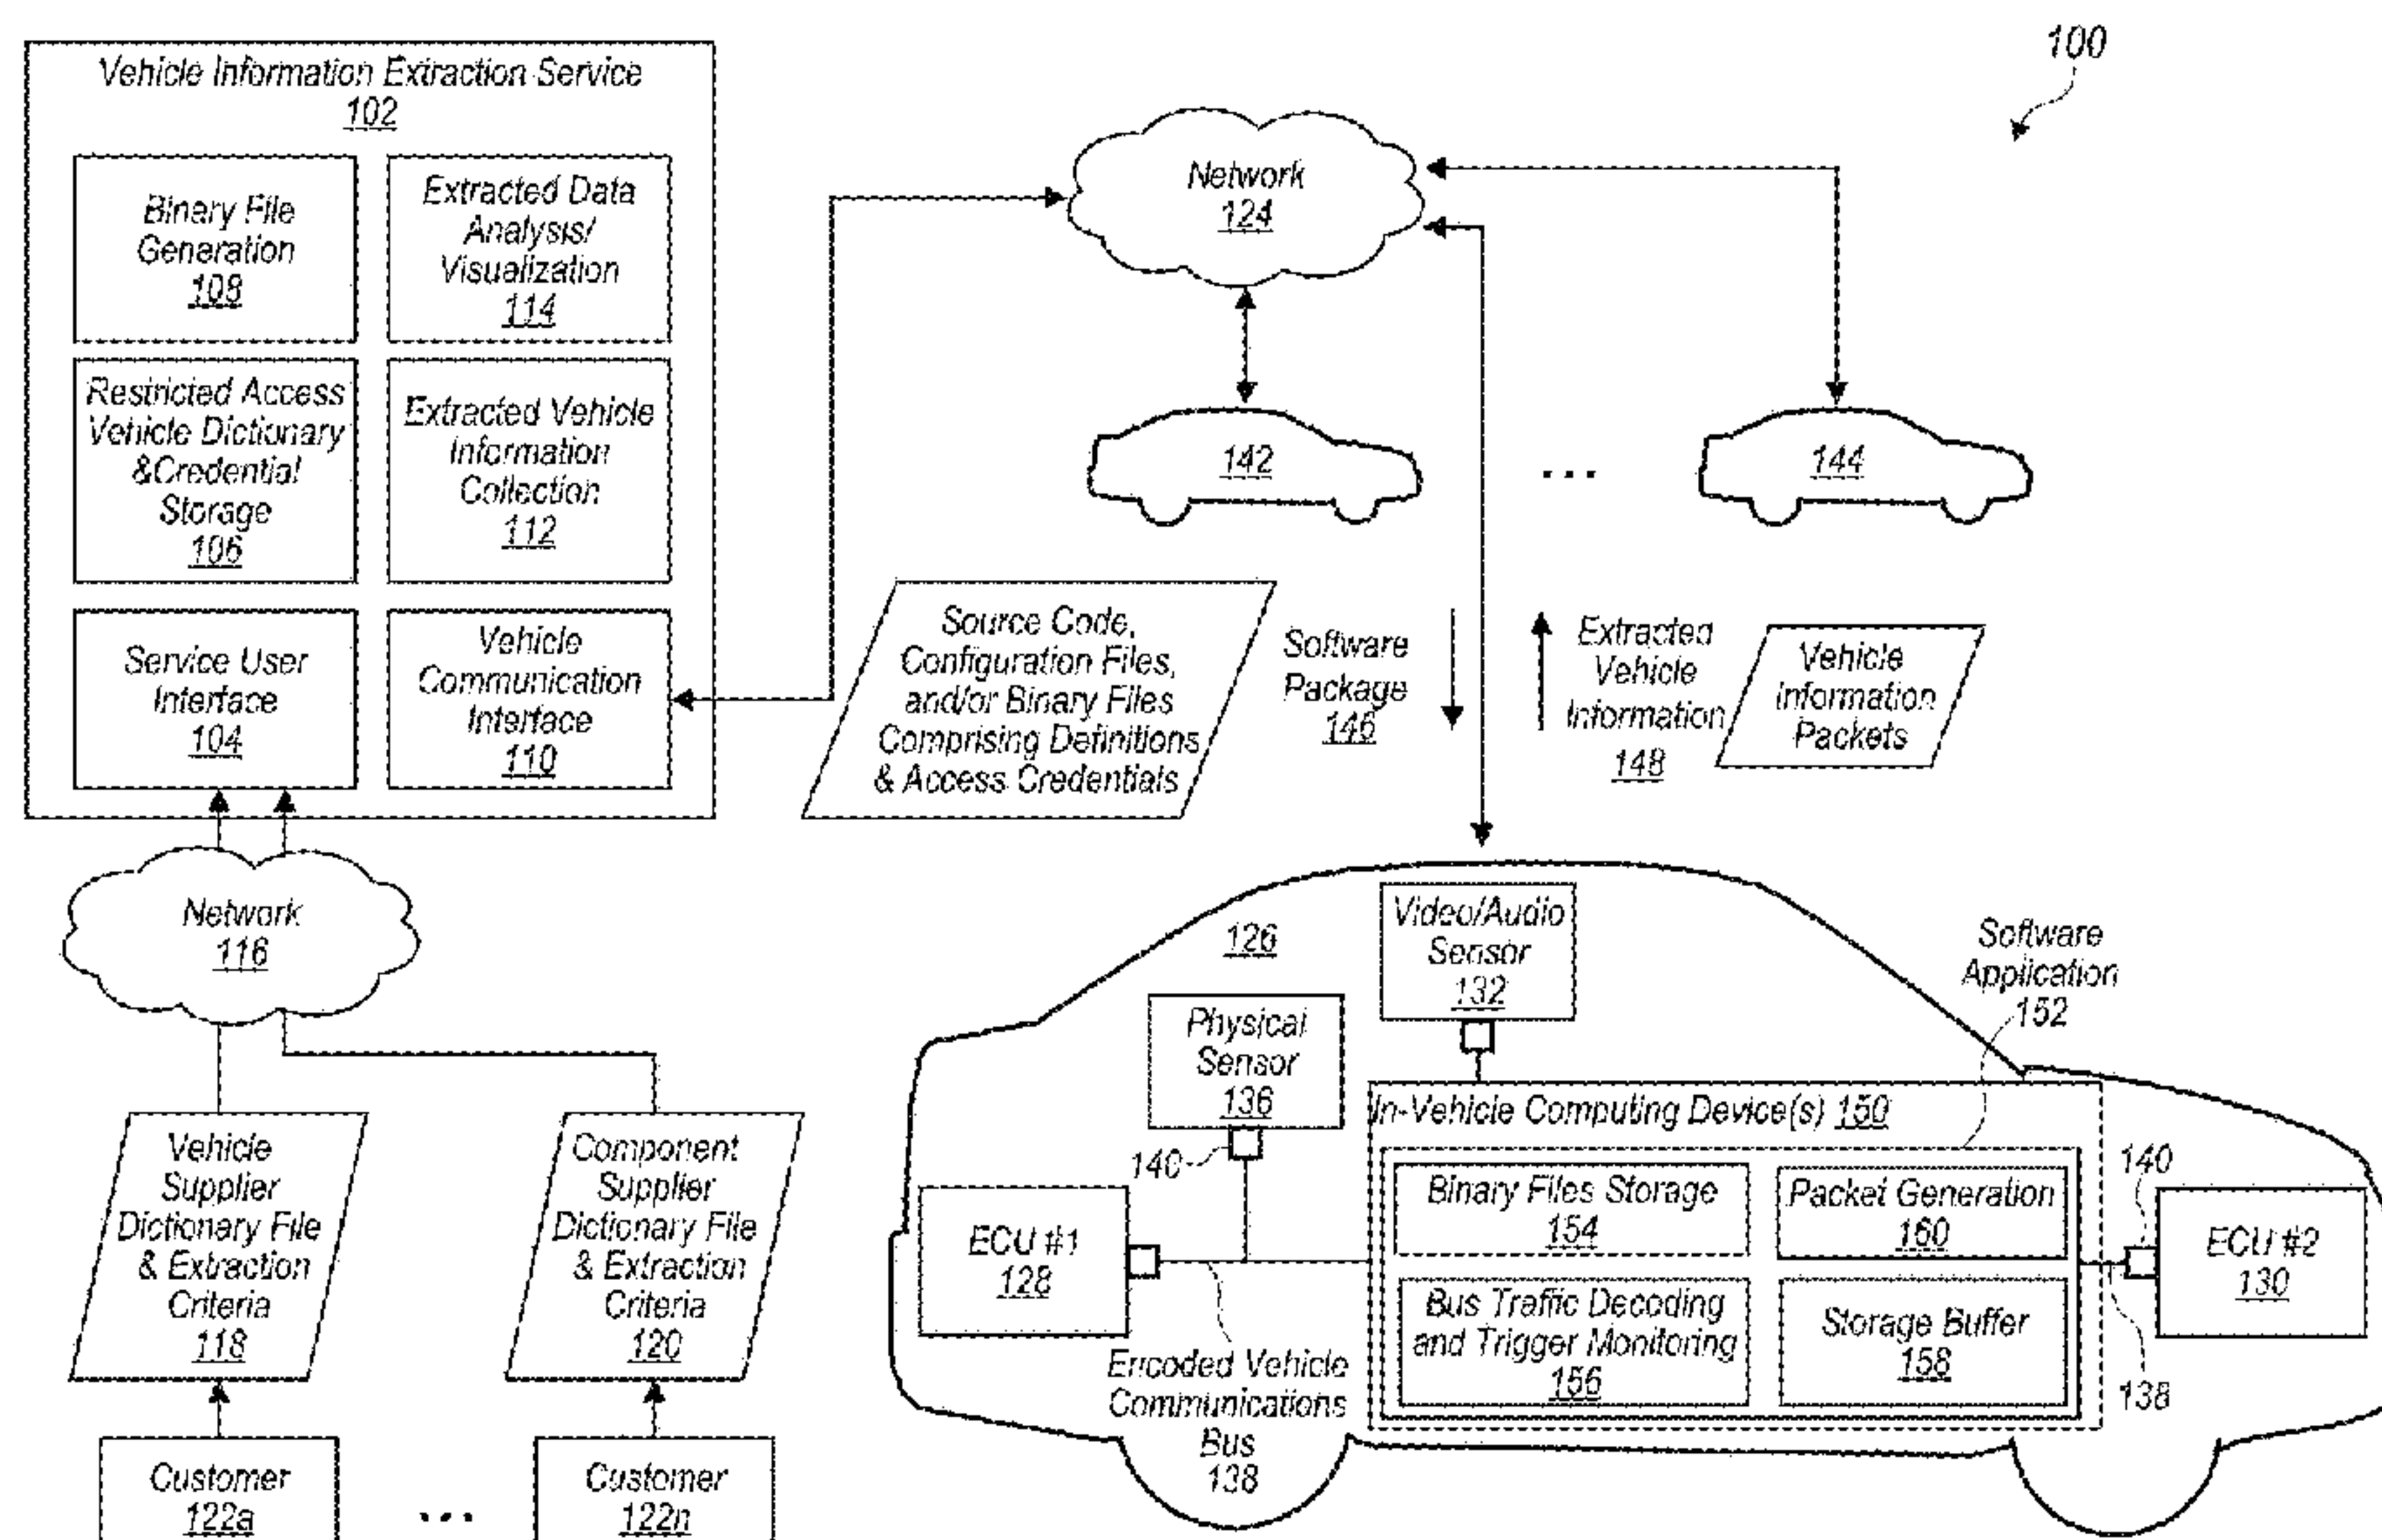 100
Vehicle Information Extraction Service
102
Binary File
Generation
108
Extracted Data
Analysis/
Visualization
114
Restricted Access
Vehicle Dictionary
&Credential
Storage
106
Extracted Vehicle
Information
Collection
112
Service User
Interface
104
Vehicle
Communication
Interface
110
Network
124
142
...
144
Source Code,
Configuration Files,
and/or Binary Files
Comprising Definitions
& Access Credentials
Software
Package
146
Extracted
Vehicle
Information
148
Vehicle
Information
Packets
Network
116
Vehicle
Supplier
Dictionary File
& Extraction
Criteria
118
Component
Supplier
Dictionary File
& Extraction
Criteria
120
Customer
122a
...
Customer
122n
126
Video/Audio
Sensor
132
Software
Application
152
Physical
Sensor
136
140
In-Vehicle Computing Device(s) 150
Binary Files Storage
154
Packet Generation
160
Bus Traffic Decoding
and Trigger Monitoring
156
Storage Buffer
158
ECU #1
128
Encoded Vehicle
Communications
Bus
138
140
ECU #2
130
138